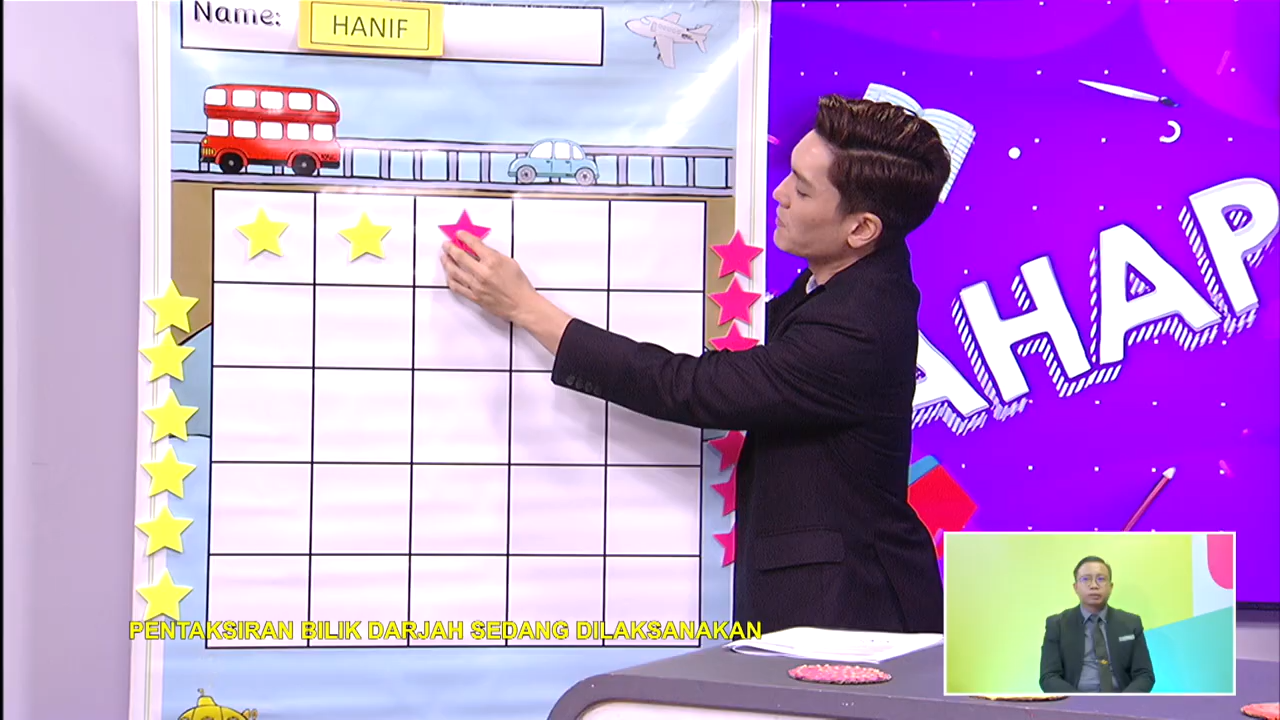 Name:
HANIF
AHAP
PENTAKSIRAN BILIK DARJAH SEDANG DILAKSANAKAN